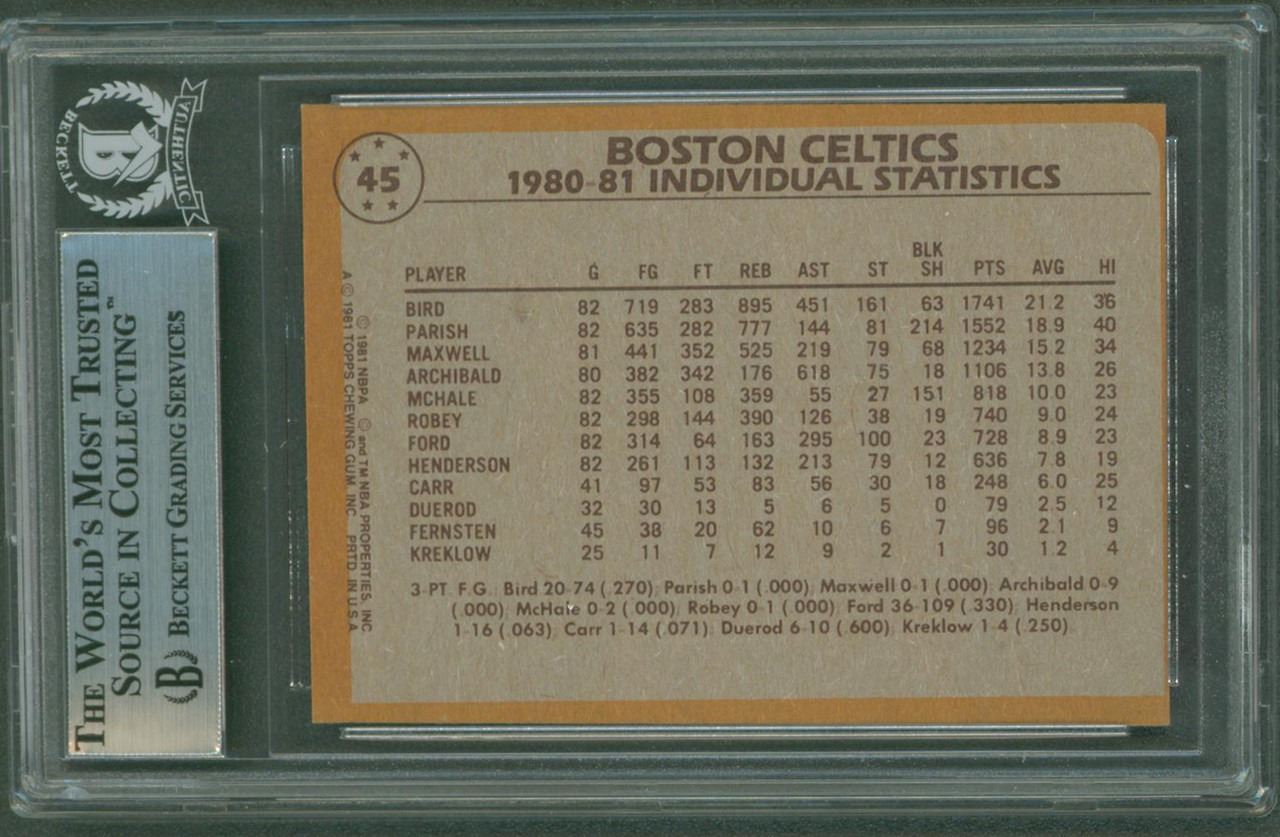 BECKETT
AUTHENTIC
B
THE WORLD'S MOST TRUSTED
SOURCE IN COLLECTING™
B BECKETT GRADING SERVICES
45
BOSTON CELTICS
1980-81 INDIVIDUAL STATISTICS
PLAYER G FG FT REB AST ST BLK SH PTS AVG HI
BIRD 82 719 283 895 451 161 63 1741 21.2 36
PARISH 82 635 282 777 144 81 214 1552 18.9 40
MAXWELL 81 441 352 525 219 79 68 1234 15.2 34
ARCHIBALD 80 382 342 176 618 75 18 1106 13.8 26
MCHALE 82 355 108 359 55 27 151 818 10.0 23
ROBEY 82 298 144 390 126 38 19 740 9.0 24
FORD 82 314 64 163 295 100 23 728 8.9 23
HENDERSON 82 261 113 132 213 79 12 636 7.8 19
CARR 41 97 53 83 56 30 18 248 6.0 25
DUEROD 32 30 13 5 6 5 0 79 2.5 12
FERNSTEN 45 38 20 62 10 6 7 96 2.1 9
KREKLOW 25 11 7 12 9 2 1 30 1.2 4
3-PT. F.G.: Bird 20-74 (.270); Parish 0-1 (.000); Maxwell 0-1 (.000); Archibald 0-9
(.000); McHale 0-2 (.000); Robey 0-1 (.000); Ford 36-109 (.330); Henderson
1-16 (.063); Carr 1-14 (.071); Duerod 6-10 (.600); Kreklow 1-4 (.250)
© 1981 NBPA © and TM NBA PROPERTIES, INC
A © 1981 TOPPS CHEWING GUM, INC. PRTD. IN U.S.A.